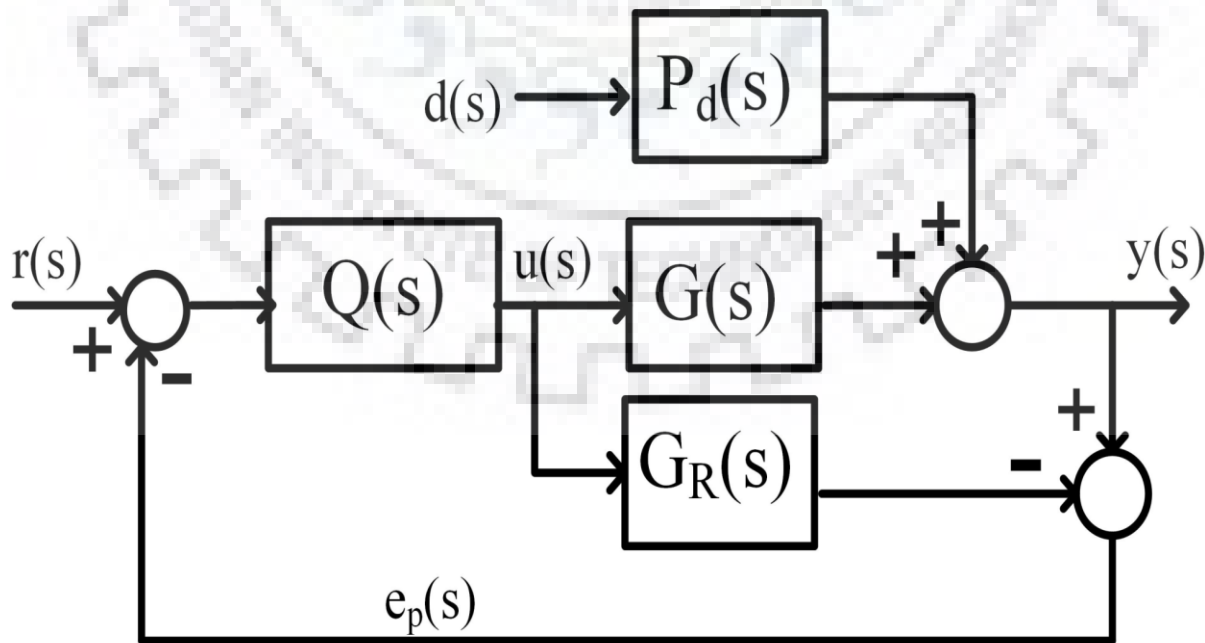 P_d(s)
d(s)
+
+
r(s)
Q(s)
u(s)
G(s)
y(s)
+
-
+
G_R(s)
-
e_p(s)